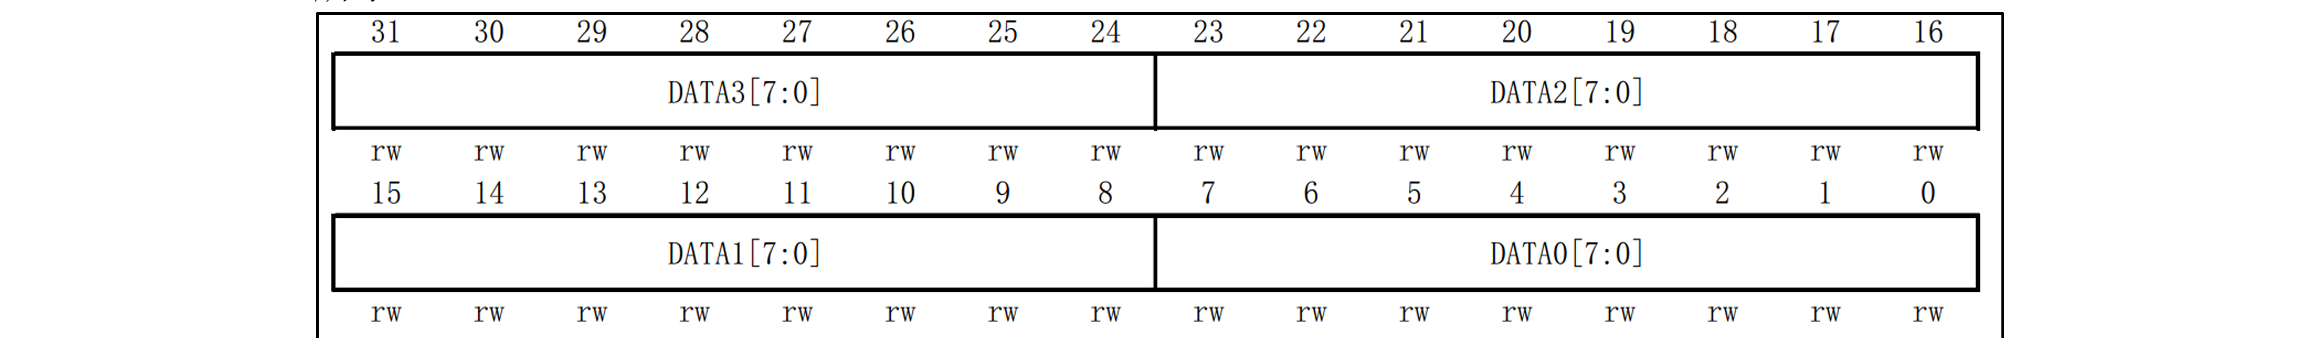 31 30 29 28 27 26 25 24 23 22 21 20 19 18 17 16
DATA3[7:0] DATA2[7:0]
rw rw rw rw rw rw rw rw rw rw rw rw rw rw rw rw
15 14 13 12 11 10 9 8 7 6 5 4 3 2 1 0
DATA1[7:0] DATA0[7:0]
rw rw rw rw rw rw rw rw rw rw rw rw rw rw rw rw